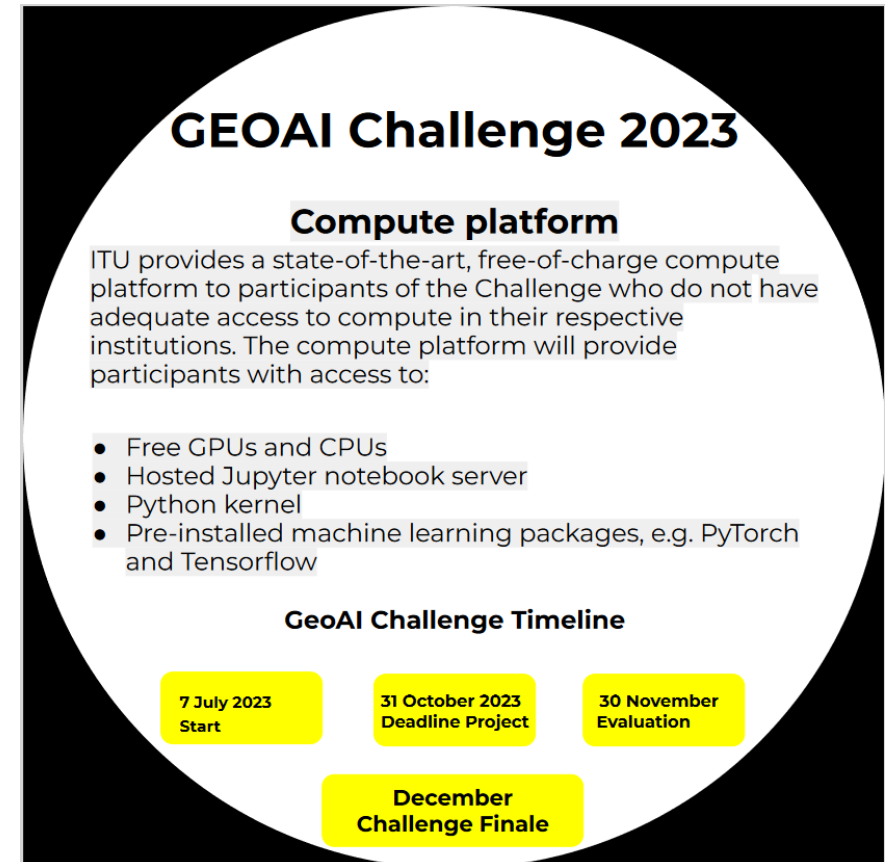 GEOAI Challenge 2023
Compute platform
ITU provides a state-of-the-art, free-of-charge compute
platform to participants of the Challenge who do not have
adequate access to compute in their respective
institutions. The compute platform will provide
participants with access to:
● Free GPUs and CPUs
● Hosted Jupyter notebook server
● Python kernel
● Pre-installed machine learning packages, e.g. PyTorch
and Tensorflow
GeoAI Challenge Timeline
7 July 2023
Start
31 October 2023
Deadline Project
30 November
Evaluation
December
Challenge Finale